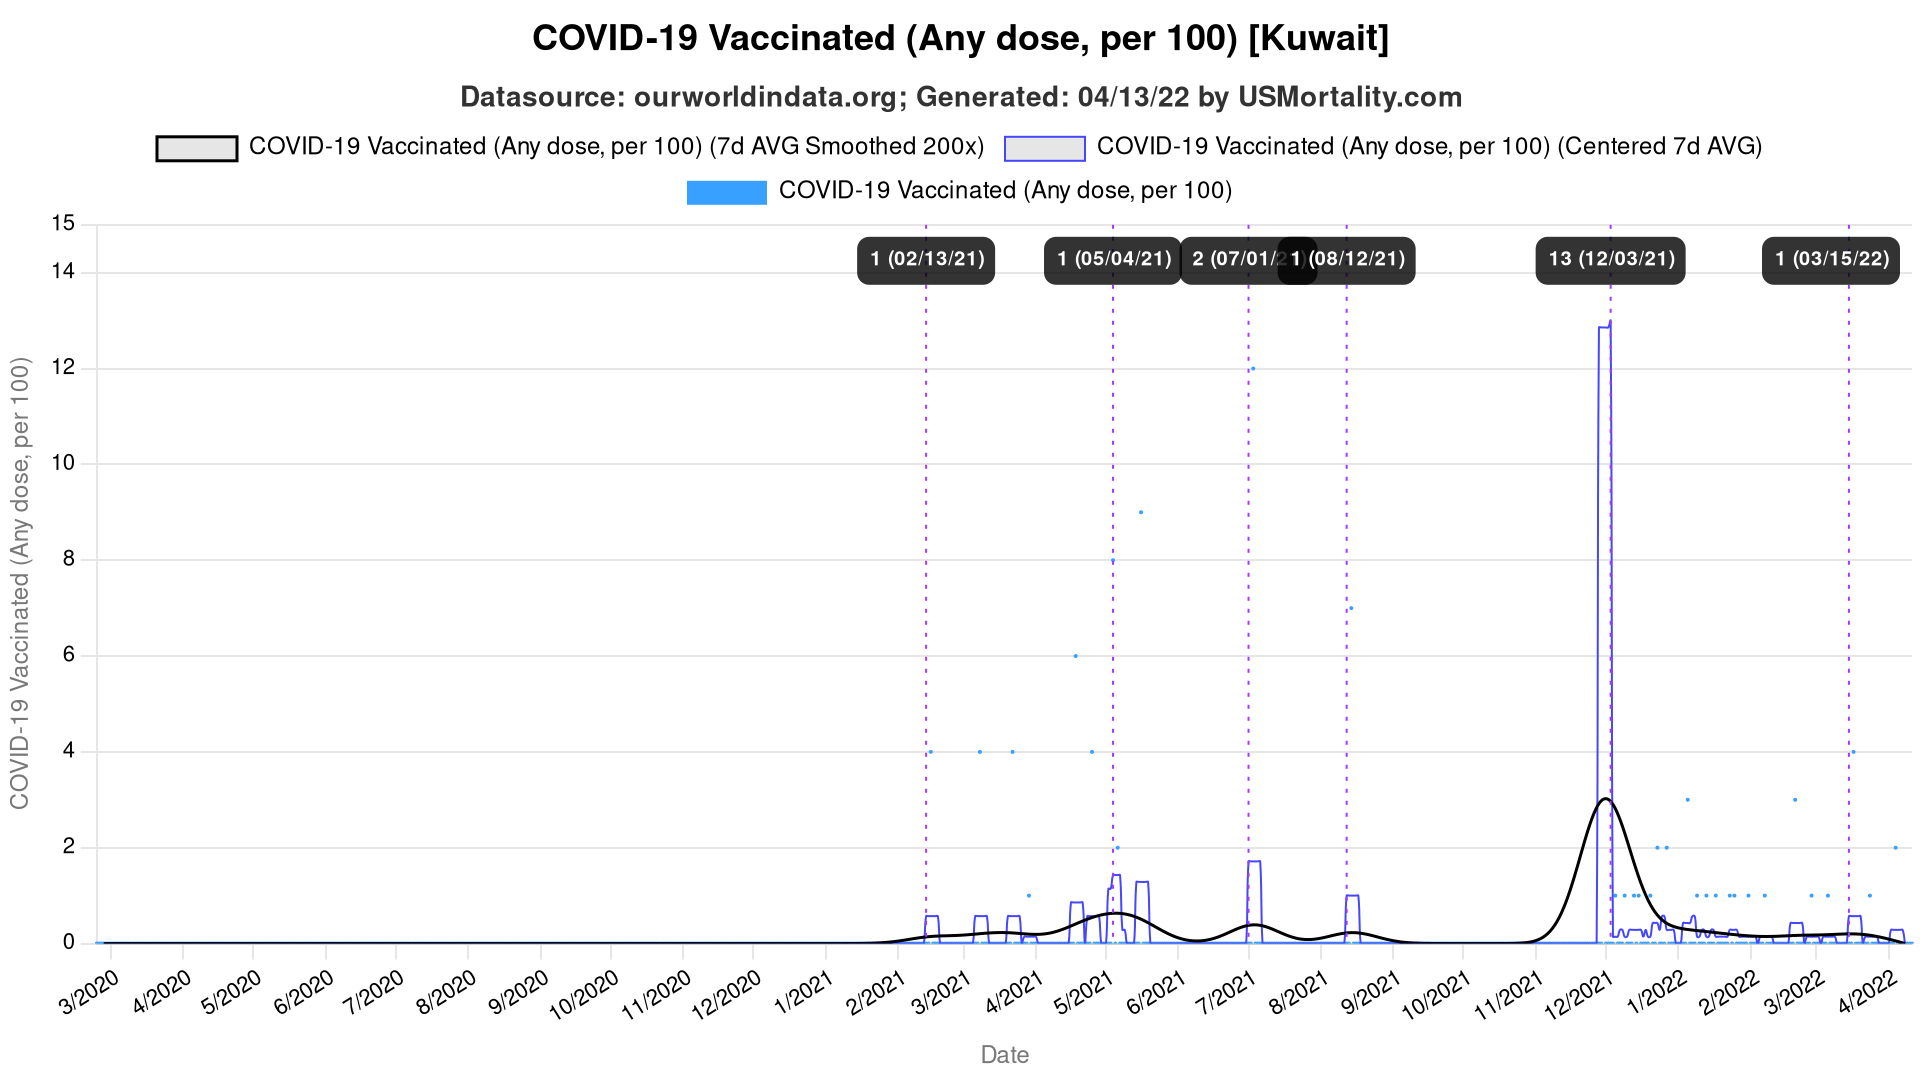 COVID-19 Vaccinated (Any dose, per 100) [Kuwait]
Datasource: ourworldindata.org; Generated: 04/13/22 by USMortality.com
COVID-19 Vaccinated (Any dose, per 100) (7d AVG Smoothed 200x) COVID-19 Vaccinated (Any dose, per 100) (Centered 7d AVG)
COVID-19 Vaccinated (Any dose, per 100)
15
1 (02/13/21) 1 (05/04/21) 2 (07/01/21) 1 (08/12/21) 13 (12/03/21) 1 (03/15/22)
14
12
10
8
6
4
2
0
COVID-19 Vaccinated (Any dose, per 100)
3/2020 4/2020 5/2020 6/2020 7/2020 8/2020 9/2020 10/2020 11/2020 12/2020 1/2021 2/2021 3/2021 4/2021 5/2021 6/2021 7/2021 8/2021 9/2021 10/2021 11/2021 12/2021 1/2022 2/2022 3/2022 4/2022
Date